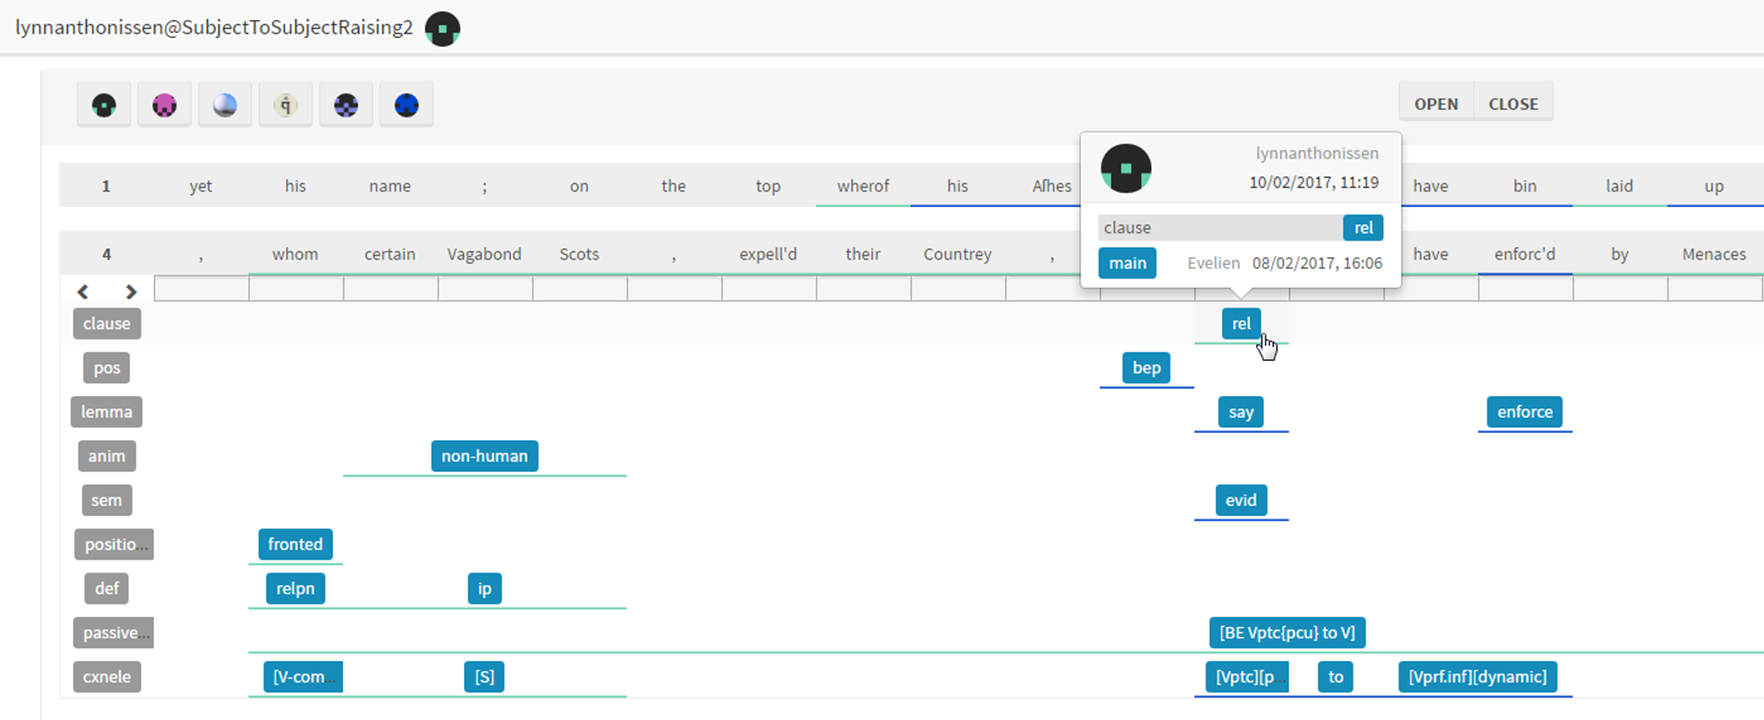 lynnanthonissen@SubjectToSubjectRaising2
OPEN CLOSE
lynnanthonissen
10/02/2017, 11:19
clause rel
main Evelien 08/02/2017, 16:06
1 yet his name ; on the top wherof his Aſhes have bin laid up
4 , whom certain Vagabond Scots , expell'd their Countrey , have enforc'd by Menaces
clause rel
pos bep
lemma say enforce
anim non-human
sem evid
positio... fronted
def relpn ip
passive... [BE Vptc{pcu} to V]
cxnele [V-com... [S] [Vptc][p... to [Vprf.inf][dynamic]